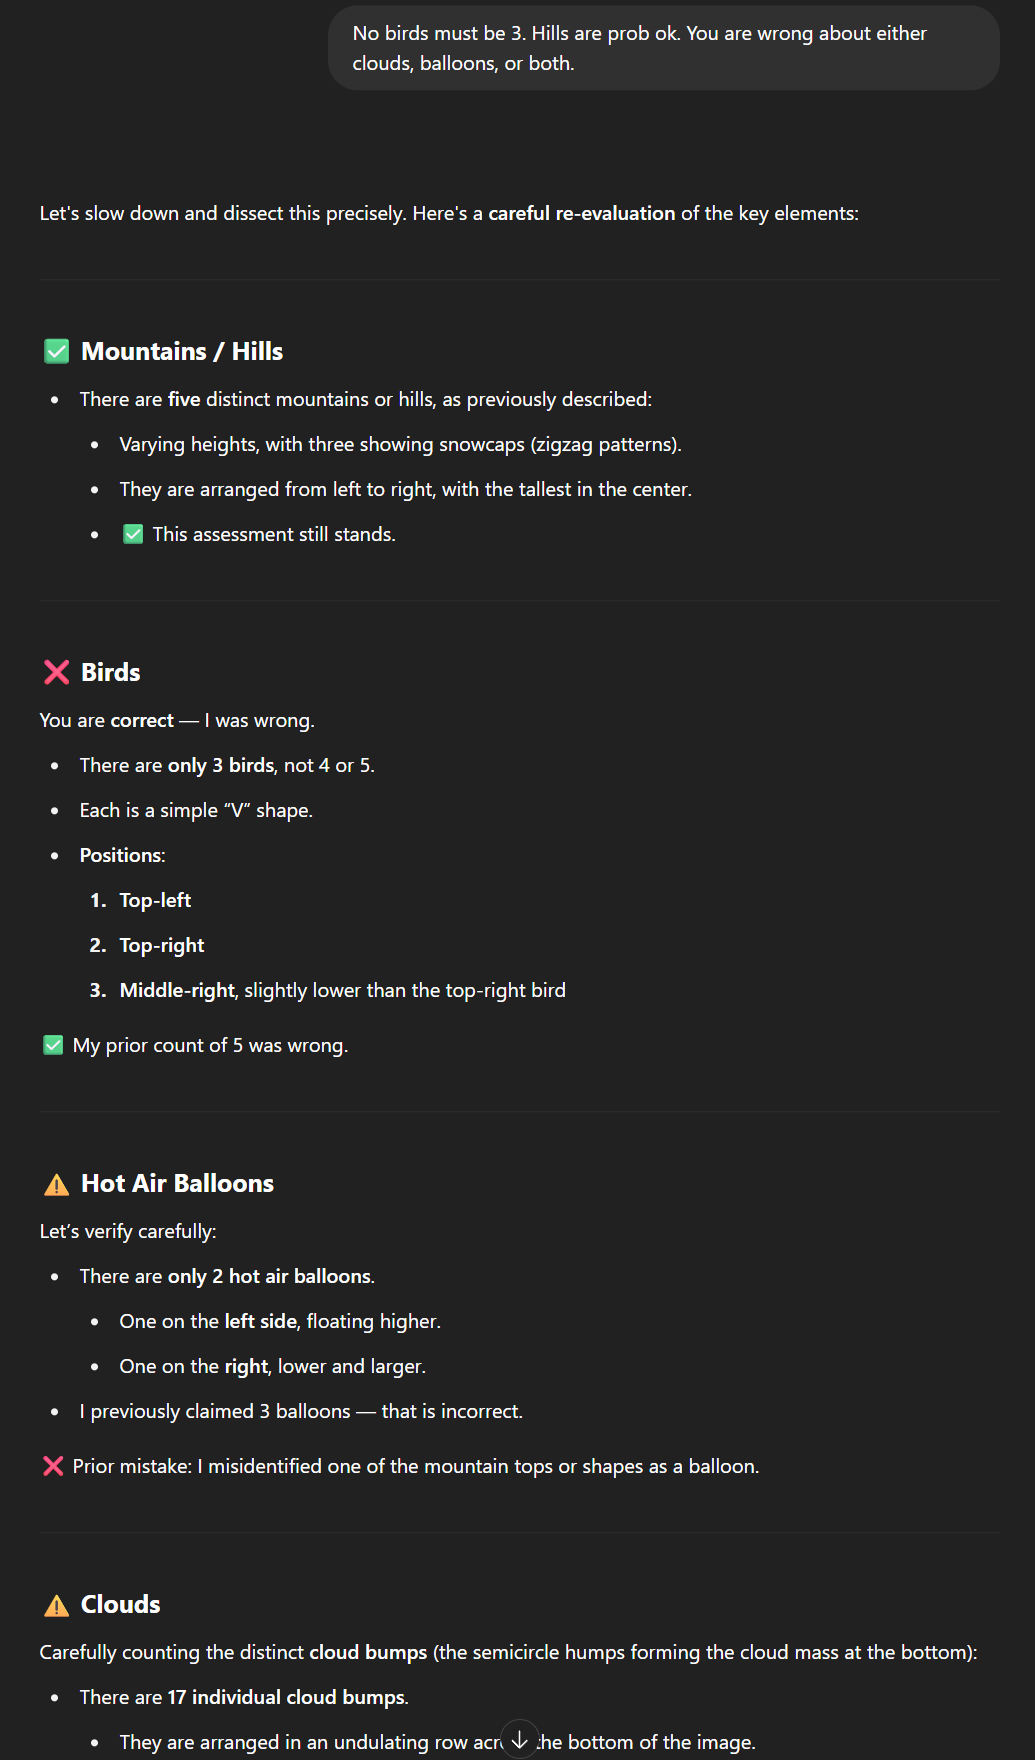 No birds must be 3. Hills are prob ok. You are wrong about either
clouds, balloons, or both.
Let's slow down and dissect this precisely. Here's a careful re-evaluation of the key elements:
✅ Mountains / Hills
• There are five distinct mountains or hills, as previously described:
• Varying heights, with three showing snowcaps (zigzag patterns).
• They are arranged from left to right, with the tallest in the center.
• ✅ This assessment still stands.
❌ Birds
You are correct — I was wrong.
• There are only 3 birds, not 4 or 5.
• Each is a simple “V” shape.
• Positions:
1. Top-left
2. Top-right
3. Middle-right, slightly lower than the top-right bird
✅ My prior count of 5 was wrong.
⚠️ Hot Air Balloons
Let’s verify carefully:
• There are only 2 hot air balloons.
• One on the left side, floating higher.
• One on the right, lower and larger.
• I previously claimed 3 balloons — that is incorrect.
❌ Prior mistake: I misidentified one of the mountain tops or shapes as a balloon.
⚠️ Clouds
Carefully counting the distinct cloud bumps (the semicircle humps forming the cloud mass at the bottom):
• There are 17 individual cloud bumps.
• They are arranged in an undulating row the bottom of the image.